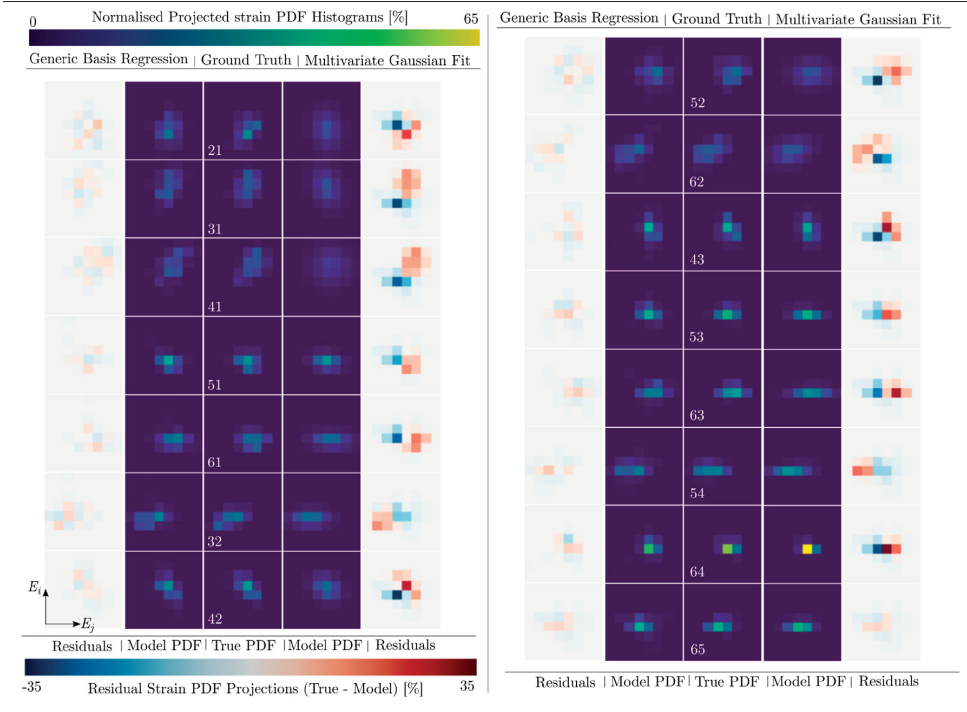 0 Normalised Projected strain PDF Histograms [%] 65
Generic Basis Regression | Ground Truth | Multivariate Gaussian Fit
21
31
41
51
61
32
42
E_i
E_j
Residuals | Model PDF | True PDF | Model PDF | Residuals
-35 Residual Strain PDF Projections (True - Model) [%] 35
Generic Basis Regression | Ground Truth | Multivariate Gaussian Fit
52
62
43
53
63
54
64
65
Residuals | Model PDF | True PDF | Model PDF | Residuals